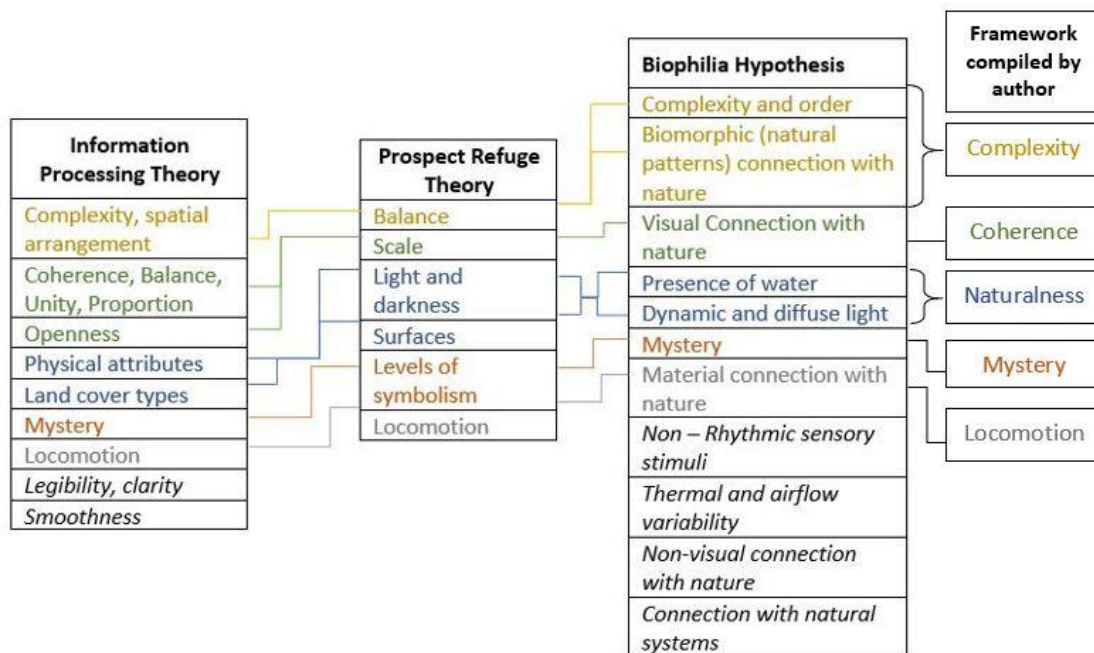 Information
Processing Theory
Complexity, spatial
arrangement
Coherence, Balance,
Unity, Proportion
Openness
Physical attributes
Land cover types
Mystery
Locomotion
Legibility, clarity
Smoothness
Prospect Refuge
Theory
Balance
Scale
Light and
darkness
Surfaces
Levels of
symbolism
Locomotion
Biophilia Hypothesis
Complexity and order
Biomorphic (natural
patterns) connection with
nature
Visual Connection with
nature
Presence of water
Dynamic and diffuse light
Mystery
Material connection with
nature
Non – Rhythmic sensory
stimuli
Thermal and airflow
variability
Non-visual connection
with nature
Connection with natural
systems
Framework
compiled by
author
Complexity
Coherence
Naturalness
Mystery
Locomotion